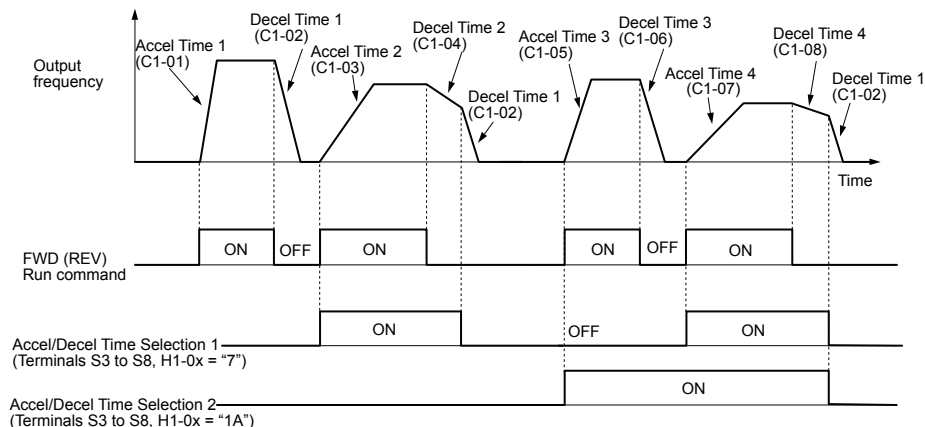 Output
frequency
Accel Time 1
(C1-01)
Decel Time 1
(C1-02)
Accel Time 2
(C1-03)
Decel Time 2
(C1-04)
Decel Time 1
(C1-02)
Accel Time 3
(C1-05)
Decel Time 3
(C1-06)
Accel Time 4
(C1-07)
Decel Time 4
(C1-08)
Decel Time 1
(C1-02)
Time
FWD (REV)
Run command
ON
OFF
ON
ON
OFF
ON
Accel/Decel Time Selection 1
(Terminals S3 to S8, H1-0x = “7”)
ON
OFF
ON
Accel/Decel Time Selection 2
(Terminals S3 to S8, H1-0x = “1A”)
ON